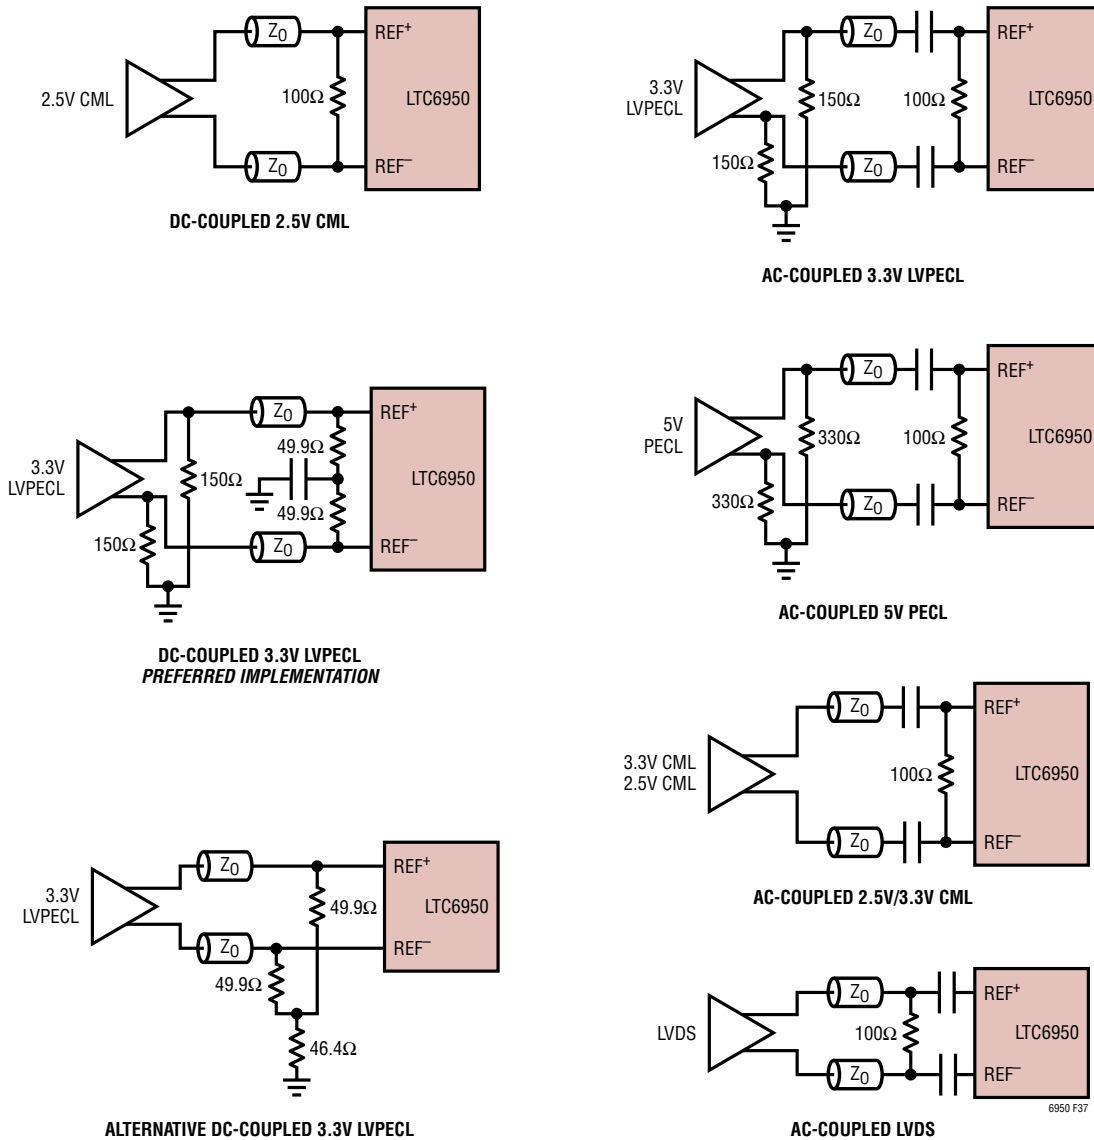 Z0
REF+
2.5V CML
100Ω
LTC6950
Z0
REF–
DC-COUPLED 2.5V CML
Z0
REF+
3.3V
LVPECL
150Ω
100Ω
LTC6950
150Ω
Z0
REF–
AC-COUPLED 3.3V LVPECL
Z0
REF+
49.9Ω
3.3V
LVPECL
150Ω
LTC6950
49.9Ω
150Ω
Z0
REF–
DC-COUPLED 3.3V LVPECL
PREFERRED IMPLEMENTATION
Z0
REF+
5V
PECL
330Ω
100Ω
LTC6950
330Ω
Z0
REF–
AC-COUPLED 5V PECL
Z0
REF+
3.3V CML
2.5V CML
100Ω
LTC6950
Z0
REF–
AC-COUPLED 2.5V/3.3V CML
Z0
REF+
3.3V
LVPECL
49.9Ω
LTC6950
Z0
REF–
49.9Ω
46.4Ω
ALTERNATIVE DC-COUPLED 3.3V LVPECL
Z0
REF+
LVDS
100Ω
LTC6950
Z0
REF–
6950 F37
AC-COUPLED LVDS